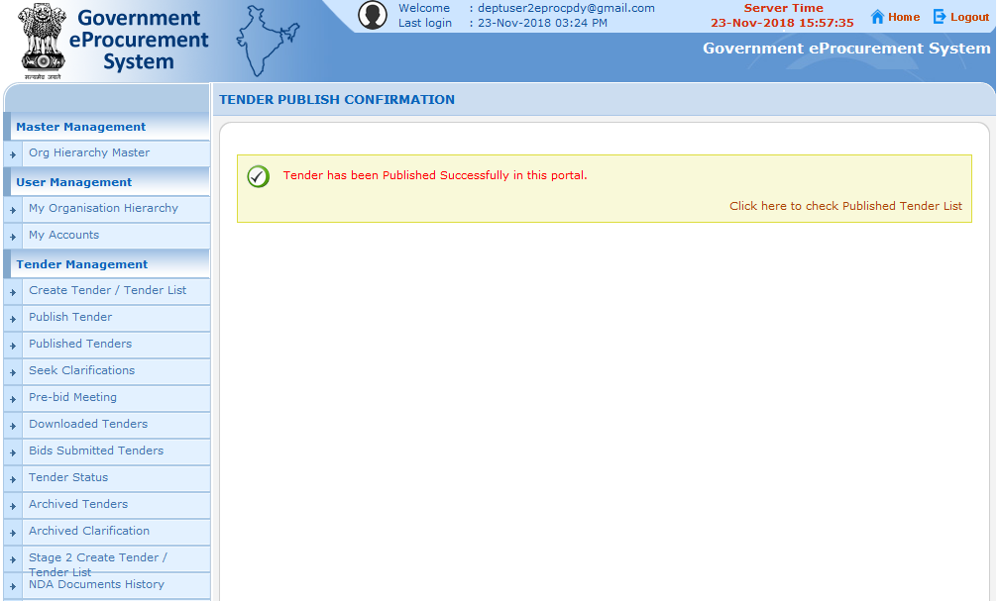 Government
eProcurement
System
सत्यमेव जयते
Welcome : deptuser2eprocpdy@gmail.com
Last login : 23-Nov-2018 03:24 PM
Server Time
23-Nov-2018 15:57:35
Home
Logout
Government eProcurement System
TENDER PUBLISH CONFIRMATION
Master Management
Org Hierarchy Master
User Management
My Organisation Hierarchy
My Accounts
Tender Management
Create Tender / Tender List
Publish Tender
Published Tenders
Seek Clarifications
Pre-bid Meeting
Downloaded Tenders
Bids Submitted Tenders
Tender Status
Archived Tenders
Archived Clarification
Stage 2 Create Tender /
Tender List
NDA Documents History
Tender has been Published Successfully in this portal.
Click here to check Published Tender List